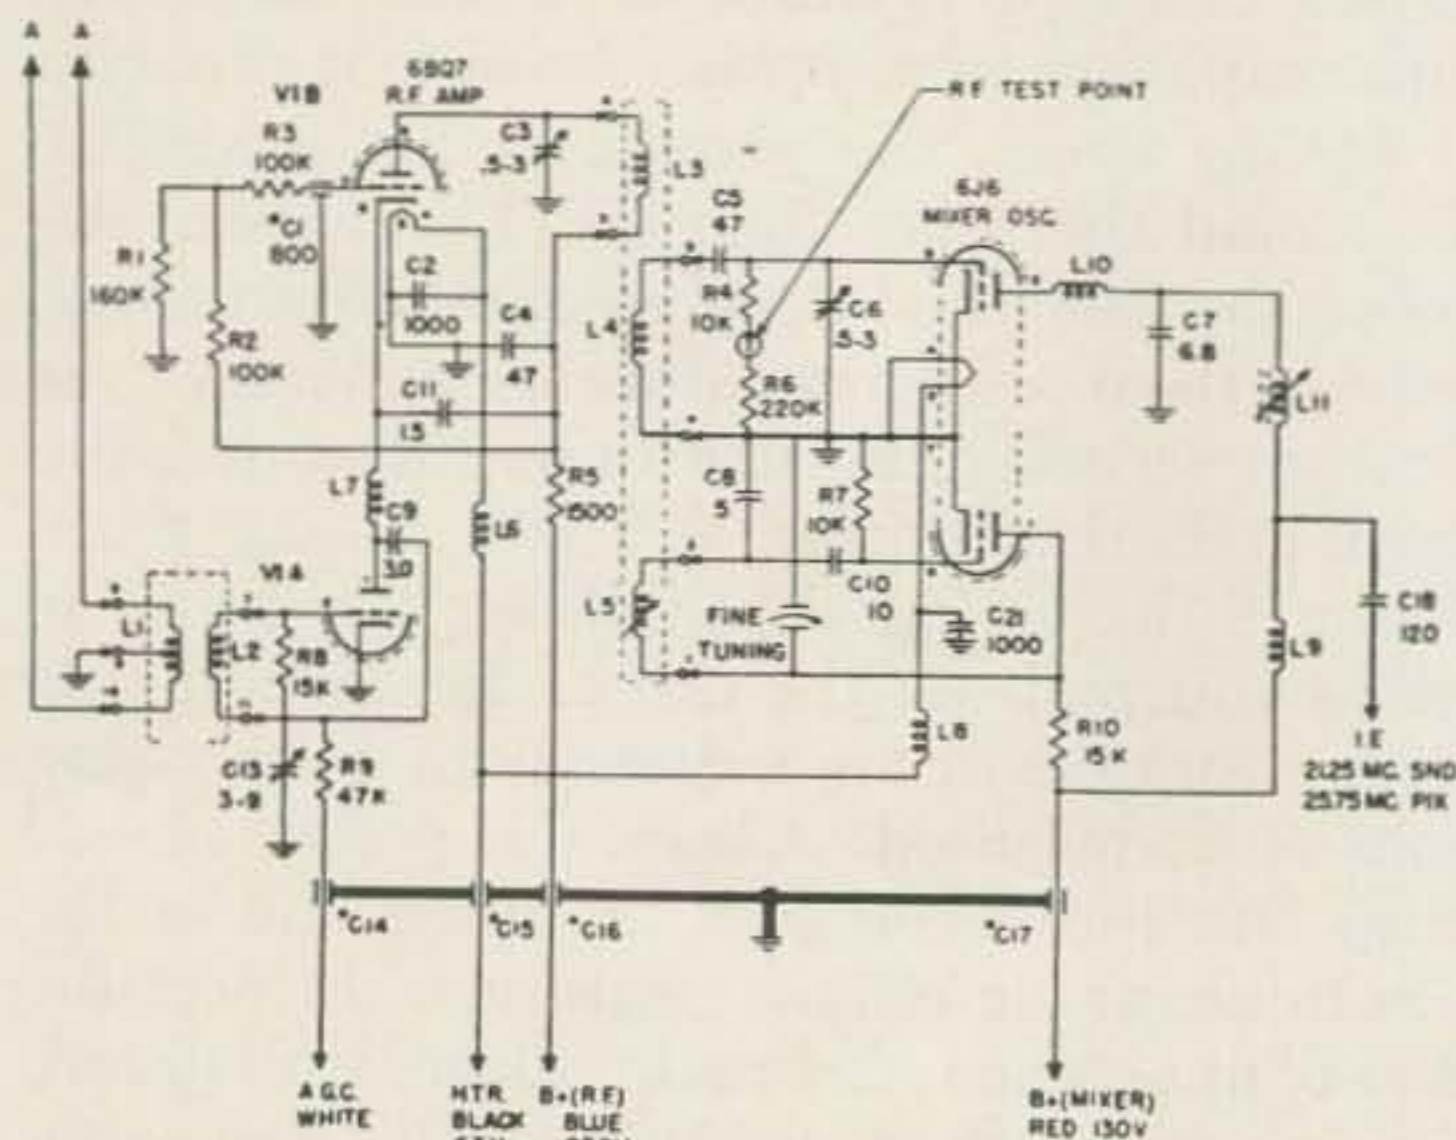 A A
6BQ7
R.F. AMP
V1B
R3
100K
*C1
800
R1
160K
R2
100K
C2
1000
C4
47
C11
1.5
C3
.5-3
L3
R.F. TEST POINT
C5
47
R4
10K
C6
.5-3
L4
R6
220K
6J6
MIXER OSC.
L10
C7
6.8
L11
L7
C9
V1A
L6
R5
1500
C8
5
R7
10K
C10
10
L5
FINE
TUNING
C21
1000
L1
L2
R8
15K
C13
3-9
R9
47K
L8
R10
15K
L9
C18
120
I.F.
21.25 MC. SND
25.75 MC. PIX
*C14
*C15
*C16
*C17
A.G.C.
WHITE
HTR.
BLACK
B+(R.F.)
BLUE
B+(MIXER)
RED 130V